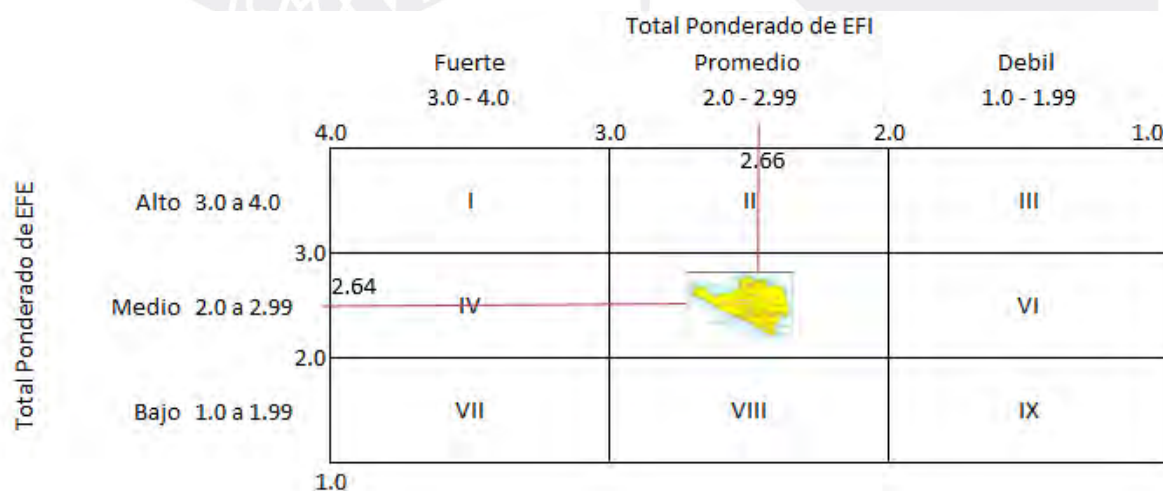 Total Ponderado de EFI
Fuerte Promedio Debil
3.0 - 4.0 2.0 - 2.99 1.0 - 1.99
4.0 3.0 2.0 1.0
2.66
Total Ponderado de EFE
Alto 3.0 a 4.0 I II III
3.0
2.64
Medio 2.0 a 2.99 IV VI
2.0
Bajo 1.0 a 1.99 VII VIII IX
1.0